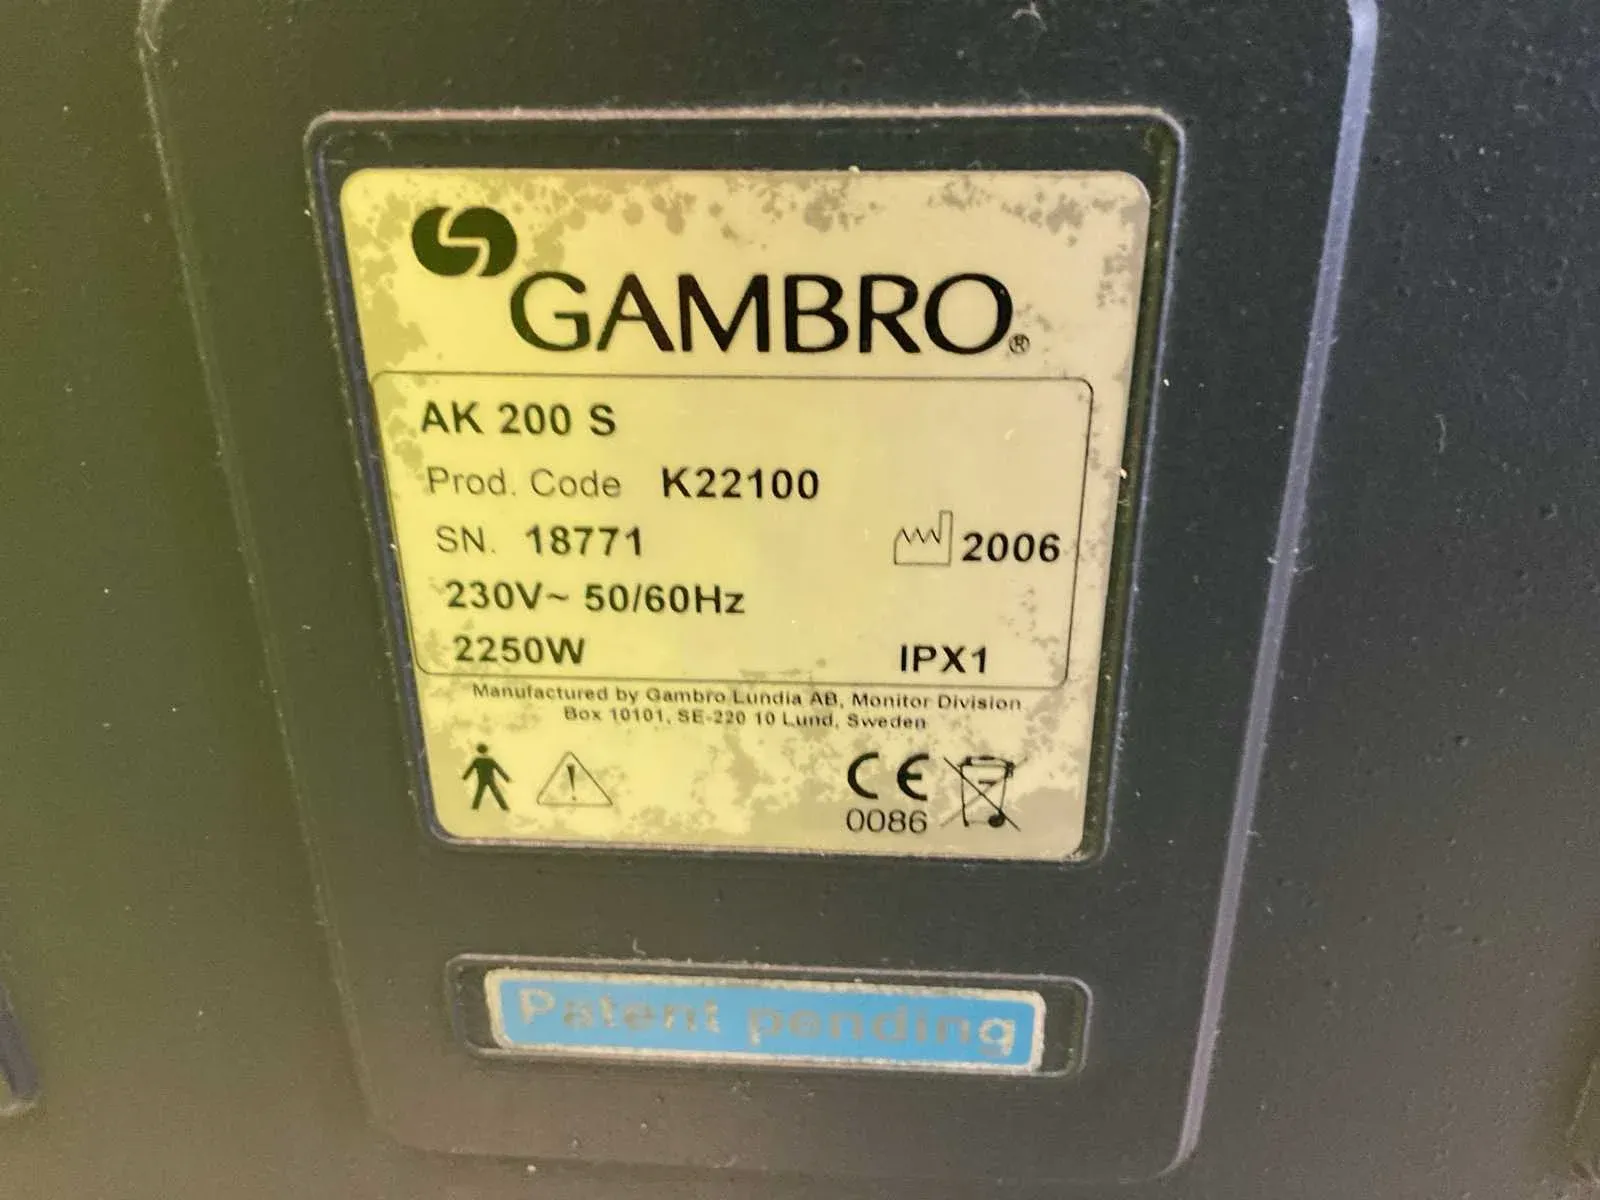 GAMBRO®
AK 200 S
Prod. Code K22100
SN. 18771
2006
230V~ 50/60Hz
2250W
IPX1
Manufactured by Gambro Lundia AB, Monitor Division
Box 10101, SE-220 10 Lund, Sweden
CE
0086
Patent pending